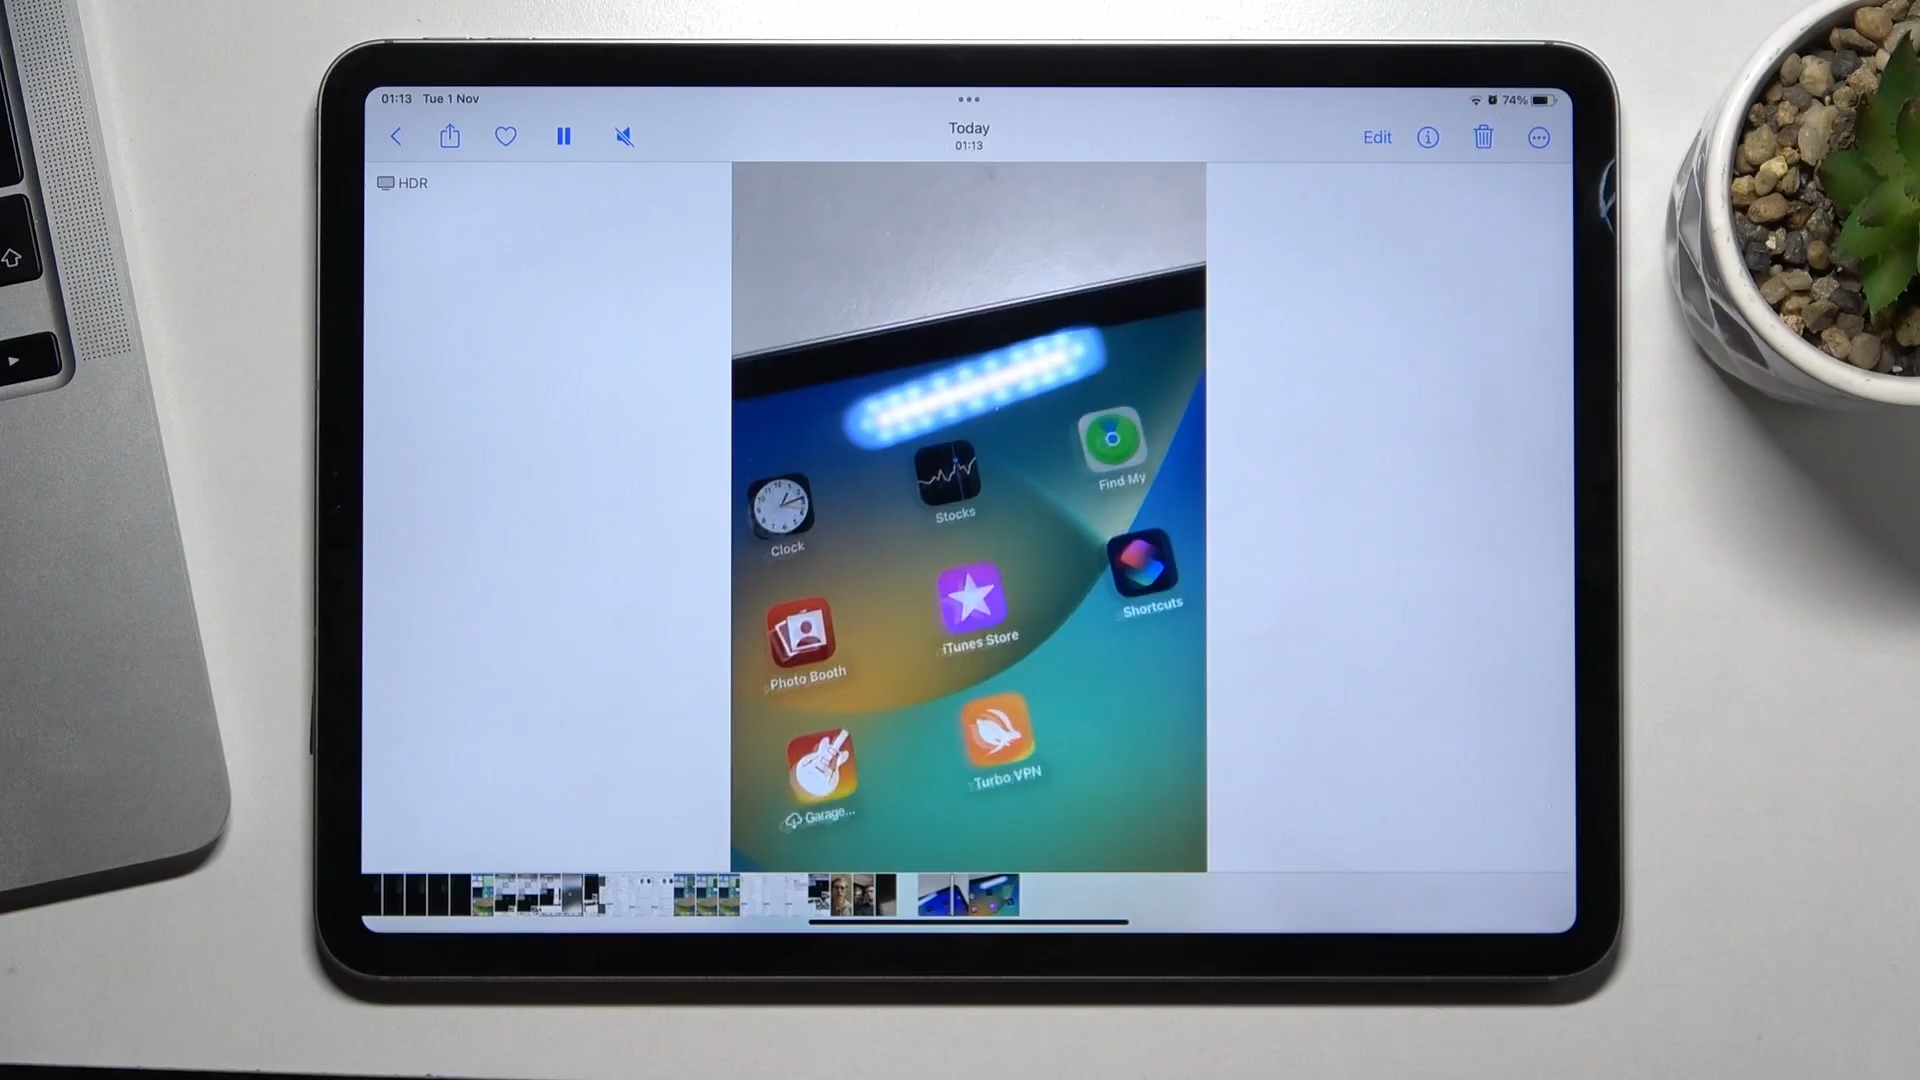 01:13 Tue 1 Nov
74%
Today
01:13
Edit
HDR
Find My
Stocks
Clock
Shortcuts
iTunes Store
Photo Booth
Turbo VPN
Garage...